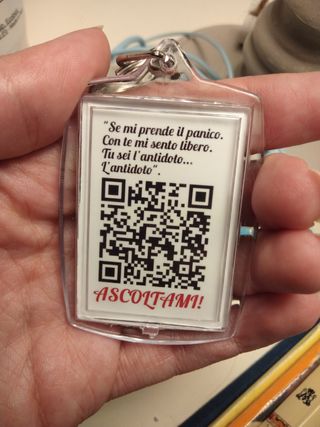 "Se mi prende il panico.
Con te mi sento libero.
Tu sei l'antidoto...
L'antidoto".
ASCOLTAMI!